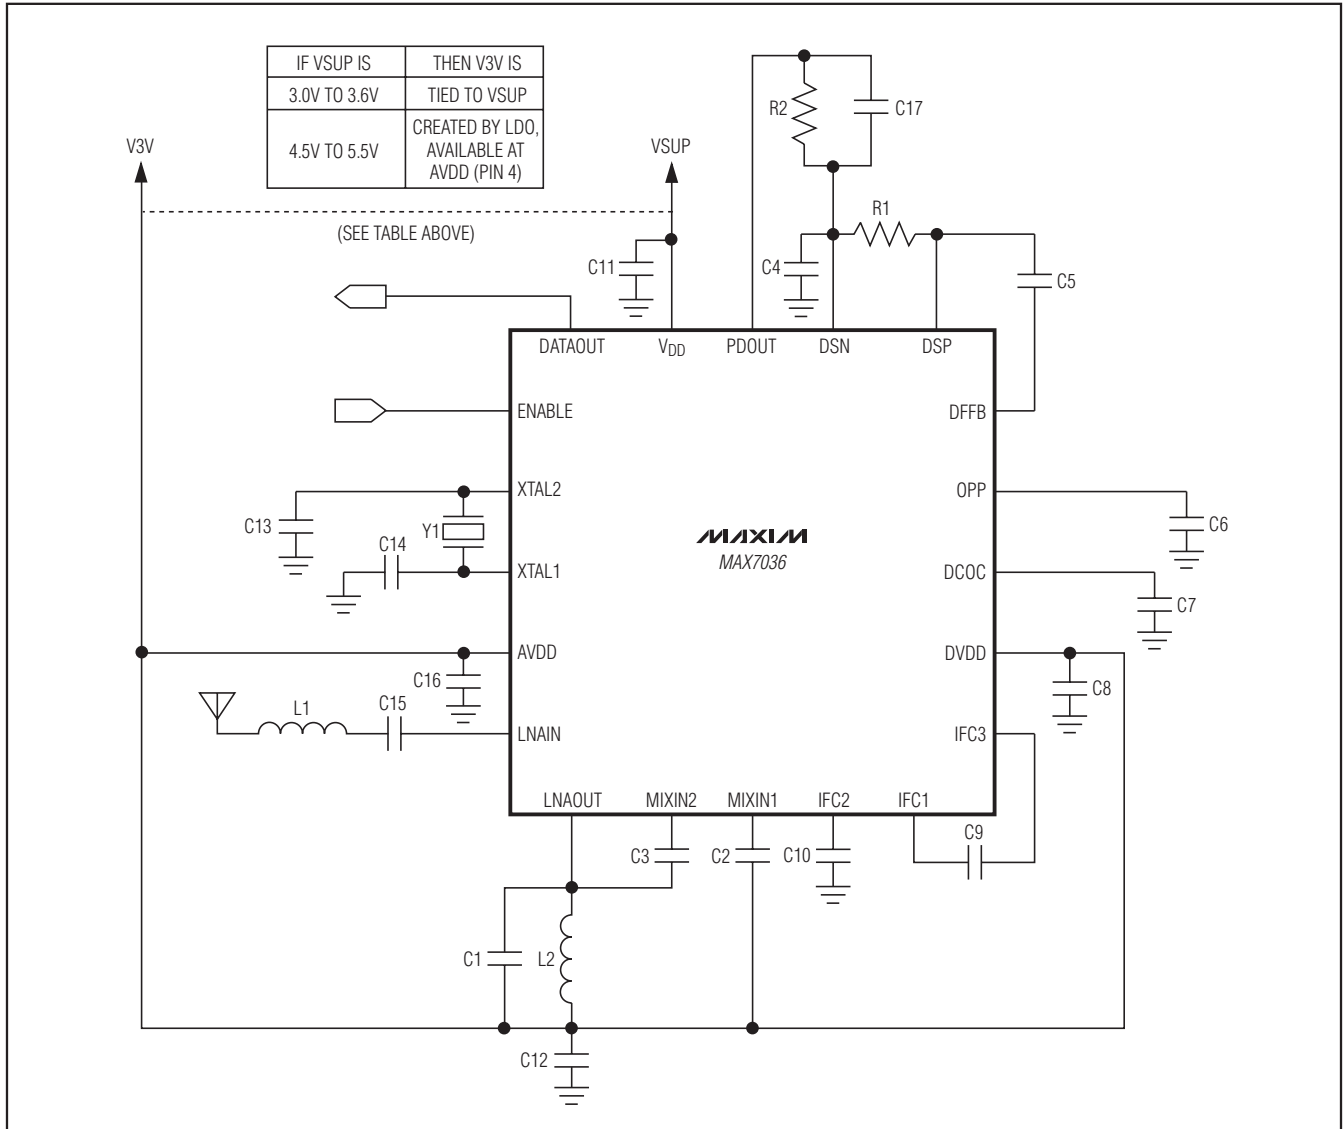 IF VSUP IS
THEN V3V IS
3.0V TO 3.6V
TIED TO VSUP
4.5V TO 5.5V
CREATED BY LDO,
AVAILABLE AT
AVDD (PIN 4)
V3V
VSUP
(SEE TABLE ABOVE)
R2
C17
R1
C11
C4
C5
DATAOUT
VDD
PDOUT
DSN
DSP
ENABLE
DFFB
XTAL2
OPP
C13
Y1
C14
MAXIM
MAX7036
C6
XTAL1
DCOC
C7
AVDD
DVDD
C16
C8
L1
C15
LNAIN
IFC3
LNAOUT
MIXIN2
MIXIN1
IFC2
IFC1
C3
C2
C10
C9
C1
L2
C12